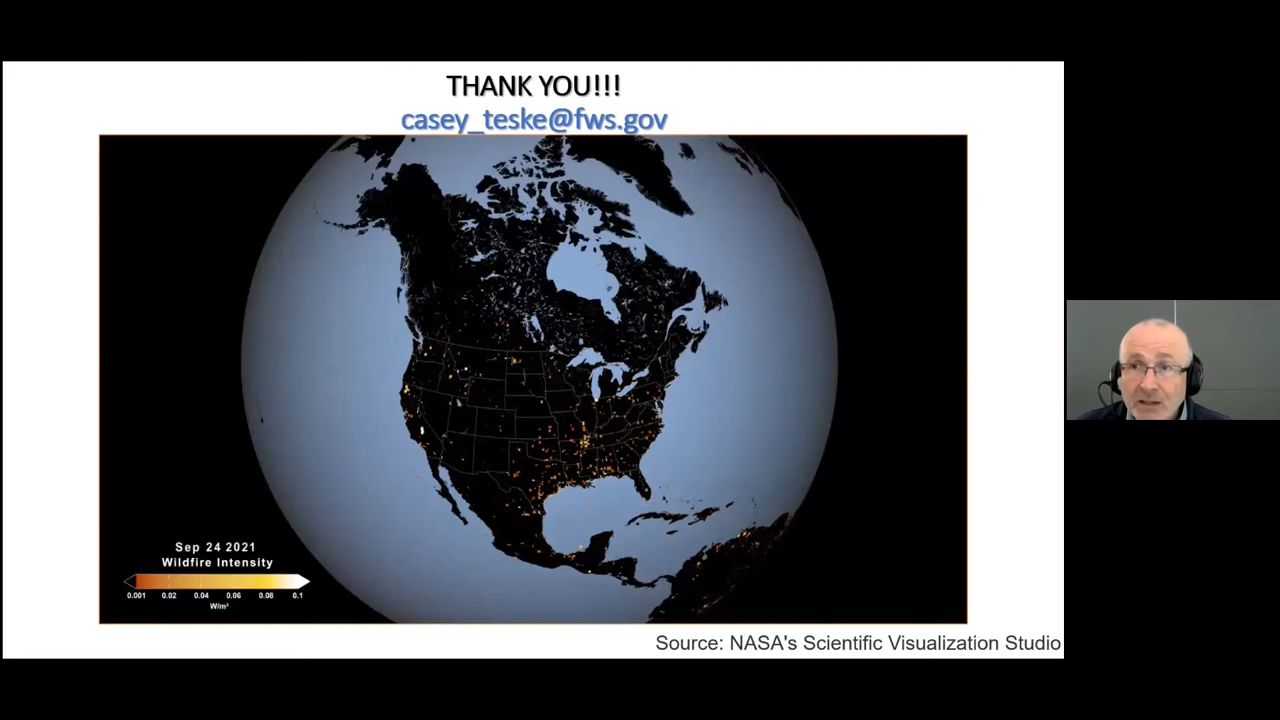 THANK YOU!!!
casey_teske@fws.gov
Sep 24 2021
Wildfire Intensity
0.001 0.02 0.04 0.06 0.08 0.1
W/m²
Source: NASA's Scientific Visualization Studio